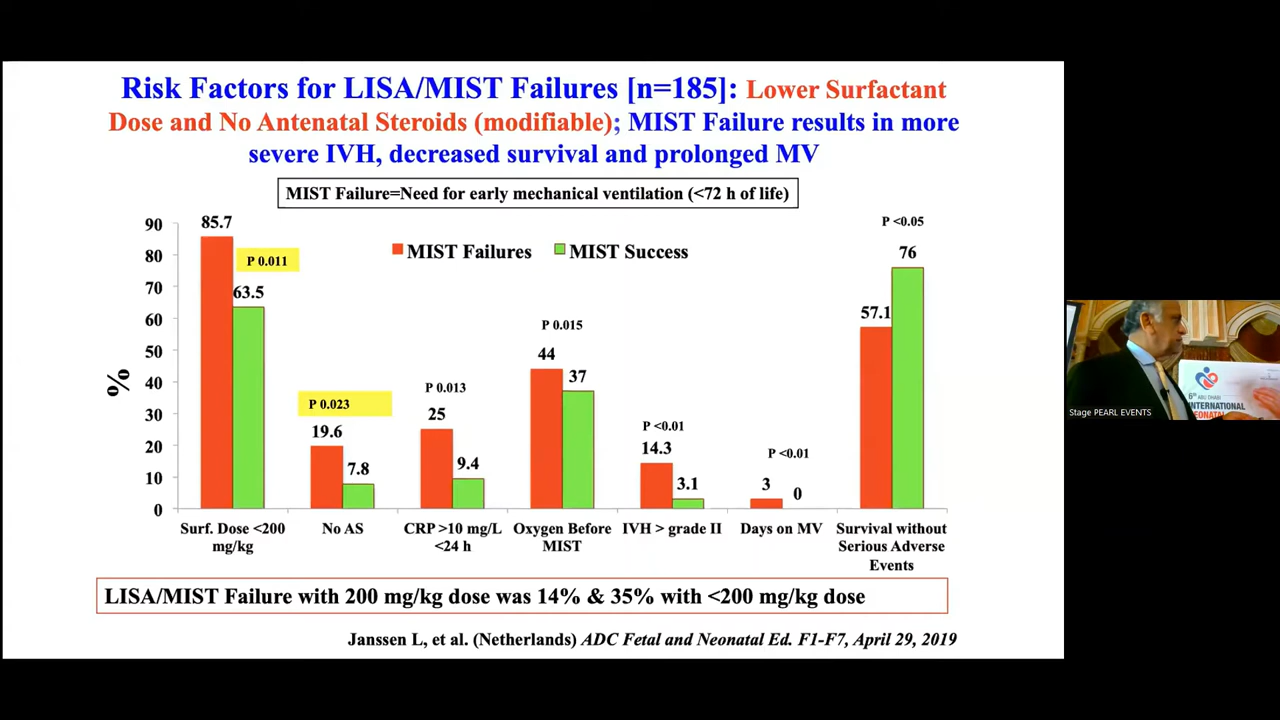 Risk Factors for LISA/MIST Failures [n=185]: Lower Surfactant
Dose and No Antenatal Steroids (modifiable); MIST Failure results in more
severe IVH, decreased survival and prolonged MV
MIST Failure=Need for early mechanical ventilation (<72 h of life)
MIST Failures
MIST Success
%
90
80
70
60
50
40
30
20
10
0
85.7
P 0.011
63.5
P 0.023
19.6
7.8
P 0.013
25
9.4
P 0.015
44
37
P <0.01
14.3
3.1
P <0.01
3
0
P <0.05
57.1
76
Surf. Dose <200
mg/kg
No AS
CRP >10 mg/L
<24 h
Oxygen Before
MIST
IVH > grade II
Days on MV
Survival without
Serious Adverse
Events
LISA/MIST Failure with 200 mg/kg dose was 14% & 35% with <200 mg/kg dose
Janssen L, et al. (Netherlands) ADC Fetal and Neonatal Ed. F1-F7, April 29, 2019
6th ABU DHABI
INTERNATIONAL
Stage PEARL EVENTS